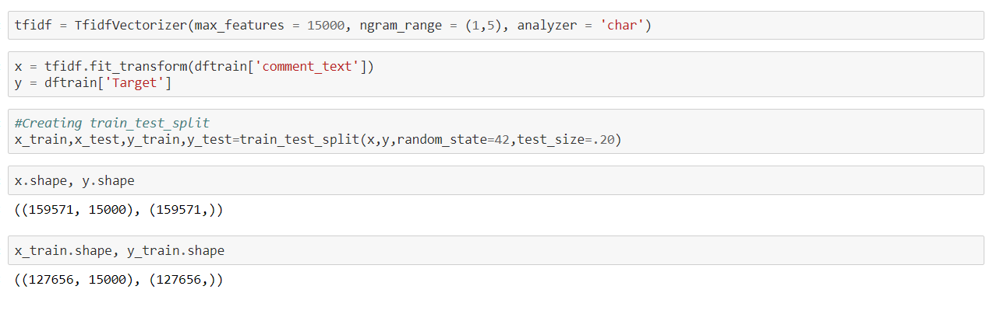 tfidf = TfidfVectorizer(max_features = 15000, ngram_range = (1,5), analyzer = 'char')
x = tfidf.fit_transform(dftrain['comment_text'])
y = dftrain['Target']
#Creating train_test_split
x_train,x_test,y_train,y_test=train_test_split(x,y,random_state=42,test_size=.20)
x.shape, y.shape
((159571, 15000), (159571,))
x_train.shape, y_train.shape
((127656, 15000), (127656,))